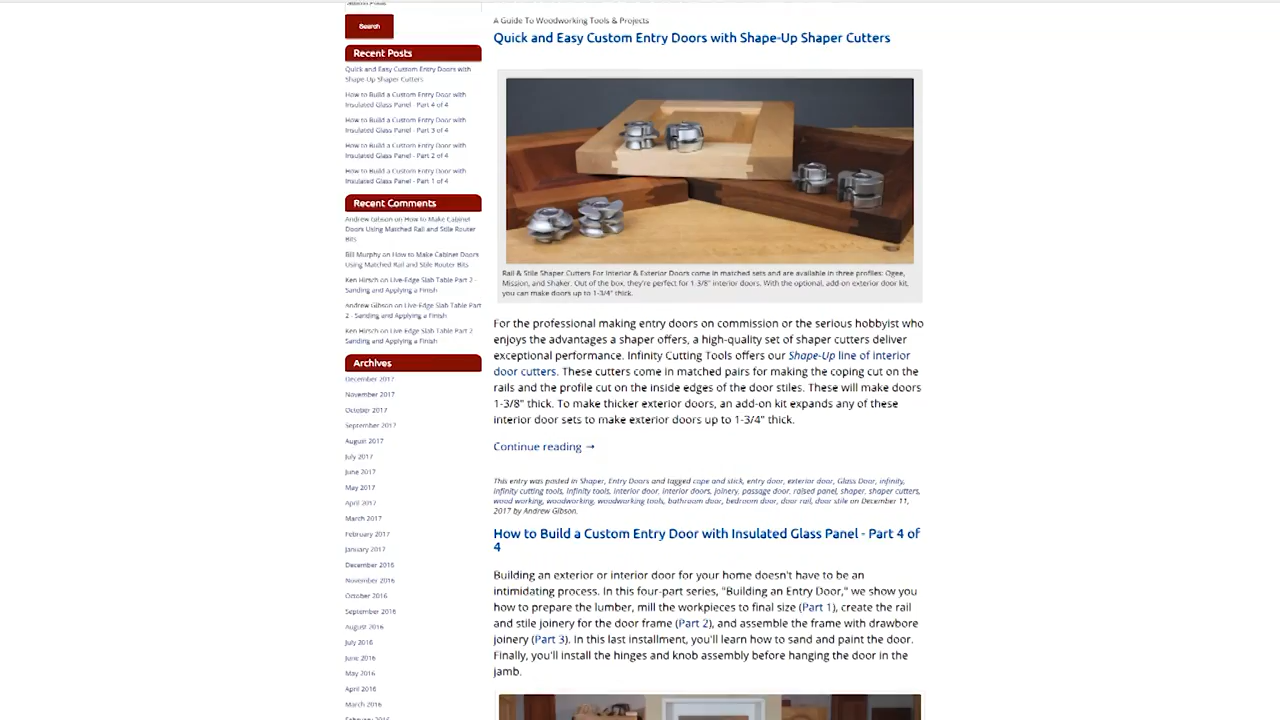 Search
Recent Posts
Quick and Easy Custom Entry Doors with
Shape-Up Shaper Cutters
How to Build a Custom Entry Door with
Insulated Glass Panel - Part 4 of 4
How to Build a Custom Entry Door with
Insulated Glass Panel - Part 3 of 4
How to Build a Custom Entry Door with
Insulated Glass Panel - Part 2 of 4
How to Build a Custom Entry Door with
Insulated Glass Panel - Part 1 of 4
Recent Comments
Andrew Gibson on How to Make Cabinet
Doors Using Matched Rail and Stile Router
Bits
Bill Murphy on How to Make Cabinet Doors
Using Matched Rail and Stile Router Bits
Ken Hirsch on Live-Edge Slab Table Part 2 -
Sanding and Applying a Finish
Andrew Gibson on Live-Edge Slab Table Part
2 - Sanding and Applying a Finish
Ken Hirsch on Live-Edge Slab Table Part 2
Sanding and Applying a Finish
Archives
December 2017
November 2017
October 2017
September 2017
August 2017
July 2017
June 2017
May 2017
April 2017
March 2017
February 2017
January 2017
December 2016
November 2016
October 2016
September 2016
August 2016
July 2016
June 2016
May 2016
April 2016
March 2016
February 2016
A Guide To Woodworking Tools & Projects
Quick and Easy Custom Entry Doors with Shape-Up Shaper Cutters
Rail & Stile Shaper Cutters For Interior & Exterior Doors come in matched sets and are available in three profiles: Ogee,
Mission, and Shaker. Out of the box, they're perfect for 1-3/8" interior doors. With the optional, add-on exterior door kit,
you can make doors up to 1-3/4" thick.
For the professional making entry doors on commission or the serious hobbyist who
enjoys the advantages a shaper offers, a high-quality set of shaper cutters deliver
exceptional performance. Infinity Cutting Tools offers our Shape-Up line of interior
door cutters. These cutters come in matched pairs for making the coping cut on the
rails and the profile cut on the inside edges of the door stiles. These will make doors
1-3/8" thick. To make thicker exterior doors, an add-on kit expands any of these
interior door sets to make exterior doors up to 1-3/4" thick.
Continue reading →
This entry was posted in Shaper, Entry Doors and tagged cope and stick, entry door, exterior door, Glass Door, infinity,
infinity cutting tools, infinity tools, interior door, interior doors, joinery, passage door, raised panel, shaper, shaper cutters,
wood working, woodworking, woodworking tools, bathroom door, bedroom door, door rail, door stile on December 11,
2017 by Andrew Gibson.
How to Build a Custom Entry Door with Insulated Glass Panel - Part 4 of
4
Building an exterior or interior door for your home doesn't have to be an
intimidating process. In this four-part series, "Building an Entry Door," we show you
how to prepare the lumber, mill the workpieces to final size (Part 1), create the rail
and stile joinery for the door frame (Part 2), and assemble the frame with drawbore
joinery (Part 3). In this last installment, you'll learn how to sand and paint the door.
Finally, you'll install the hinges and knob assembly before hanging the door in the
jamb.